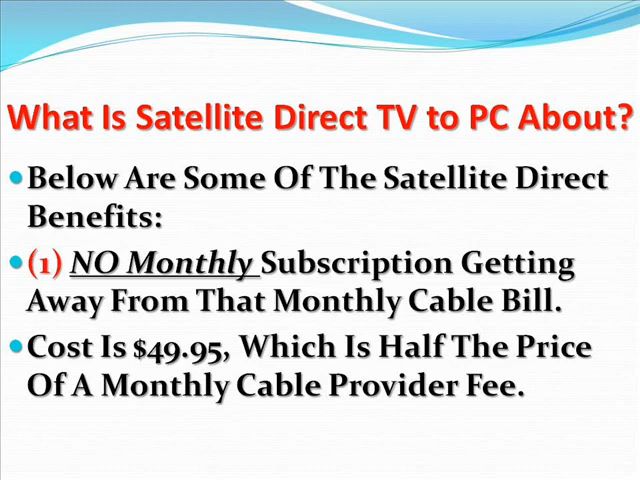 What Is Satellite Direct TV to PC About?
• Below Are Some Of The Satellite Direct
Benefits:
• (1) NO Monthly Subscription Getting
Away From That Monthly Cable Bill.
• Cost Is $49.95, Which Is Half The Price
Of A Monthly Cable Provider Fee.